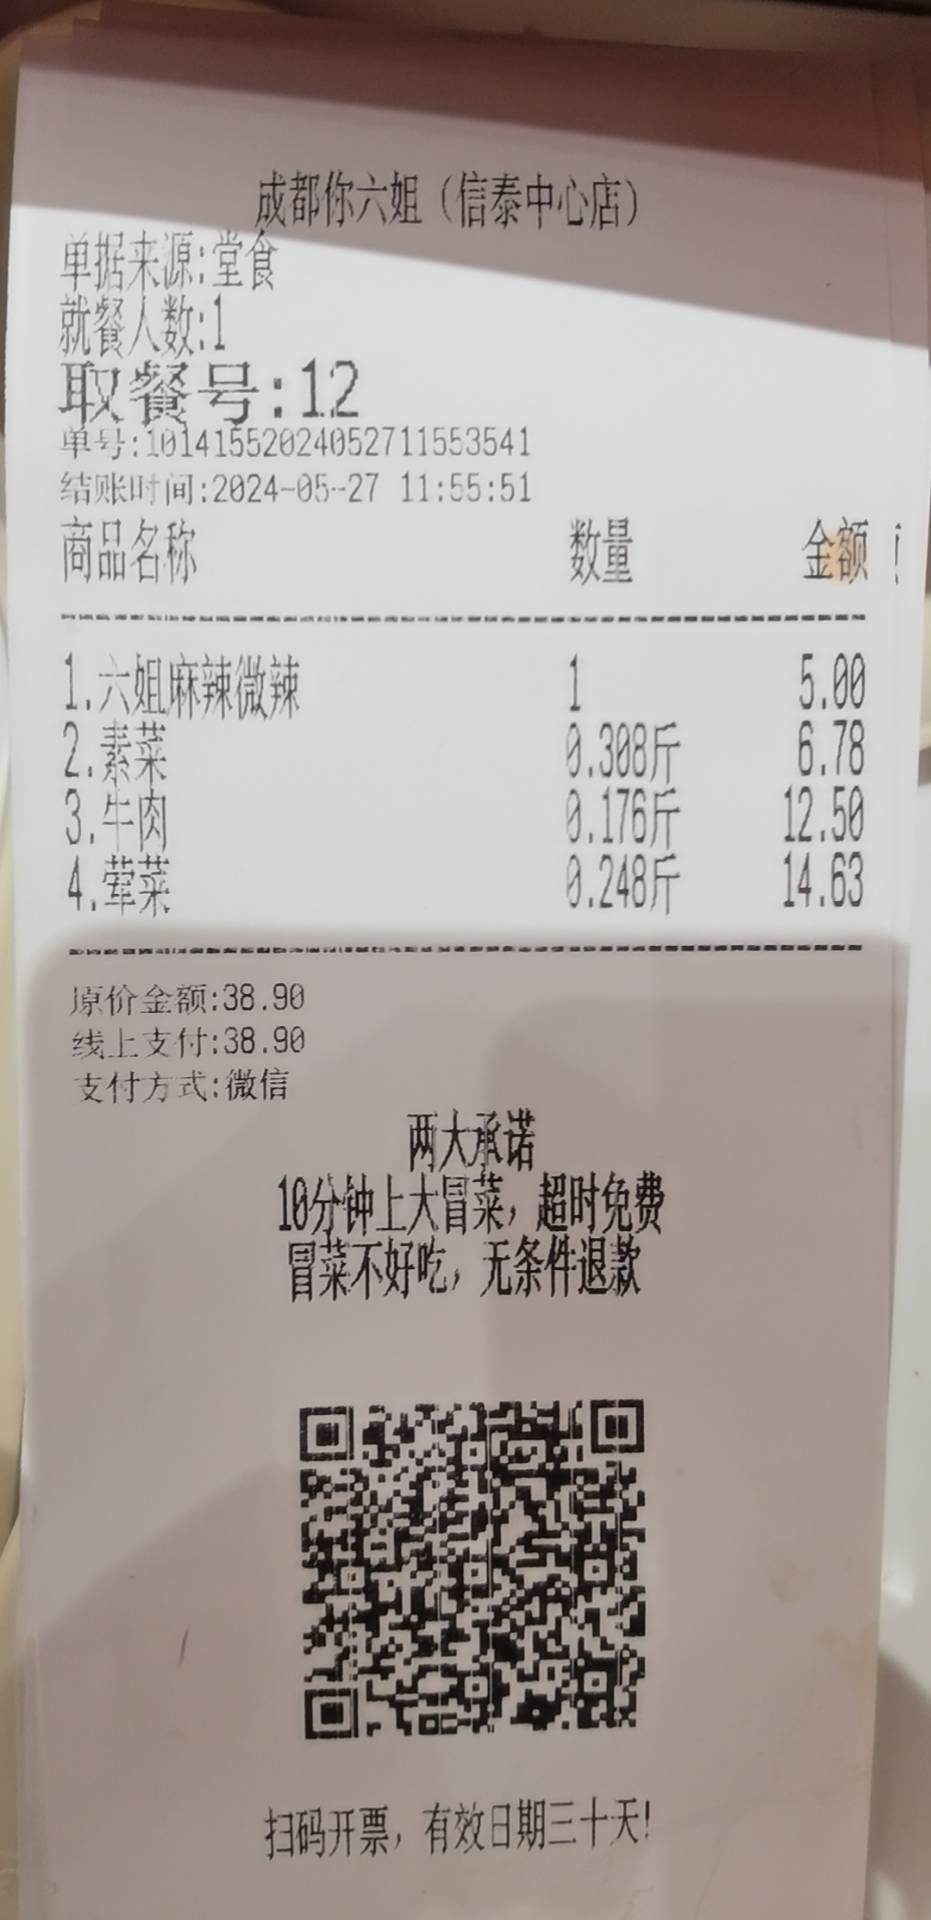 成都你六姐（信泰中心店）
单据来源:堂食
就餐人数:1
取餐号:12
单号:10141552024052711553541
结账时间:2024-05-27 11:55:51
商品名称 数量 金额
1.六姐麻辣微辣 1 5.00
2.素菜 0.308斤 6.78
3.牛肉 0.176斤 12.50
4.荤菜 0.248斤 14.63
原价金额:38.90
线上支付:38.90
支付方式:微信
两大承诺
10分钟上大冒菜，超时免费
冒菜不好吃，无条件退款
扫码开票，有效日期三十天!